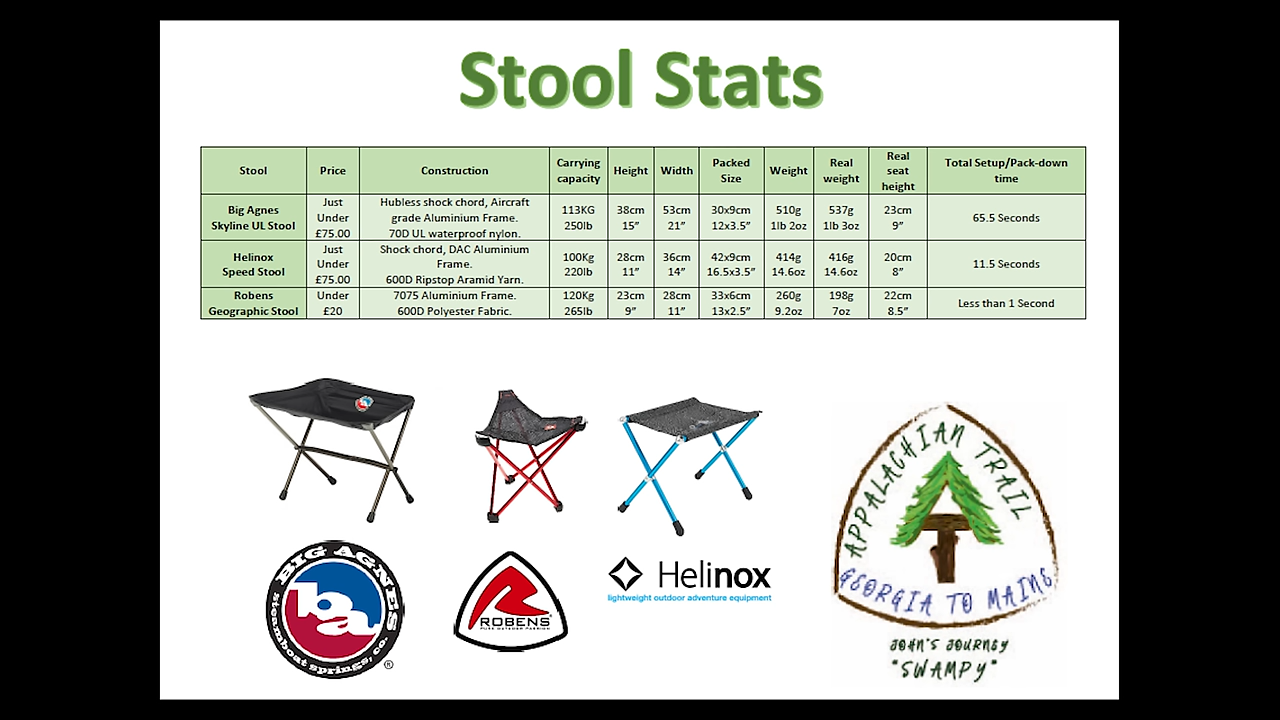 Stool Stats
Stool Price Construction Carrying capacity Height Width Packed Size Weight Real weight Real seat height Total Setup/Pack-down time
Big Agnes Skyline UL Stool Just Under £75.00 Hubless shock chord, Aircraft grade Aluminium Frame. 70D UL waterproof nylon. 113KG 250lb 38cm 15” 53cm 21” 30x9cm 12x3.5” 510g 1lb 2oz 537g 1lb 3oz 23cm 9” 65.5 Seconds
Helinox Speed Stool Just Under £75.00 Shock chord, DAC Aluminium Frame. 600D Ripstop Aramid Yarn. 100Kg 220lb 28cm 11” 36cm 14” 42x9cm 16.5x3.5” 414g 14.6oz 416g 14.6oz 20cm 8” 11.5 Seconds
Robens Geographic Stool Under £20 7075 Aluminium Frame. 600D Polyester Fabric. 120Kg 265lb 23cm 9” 28cm 11” 33x6cm 13x2.5” 260g 9.2oz 198g 7oz 22cm 8.5” Less than 1 Second
BIG AGNES
ba
steamboat springs, co.
®
ROBENS
PURE OUTDOOR PASSION
Helinox
lightweight outdoor adventure equipment
APPALACHIAN TRAIL
GEORGIA TO MAINE
JOHN'S JOURNEY
"SWAMPY"